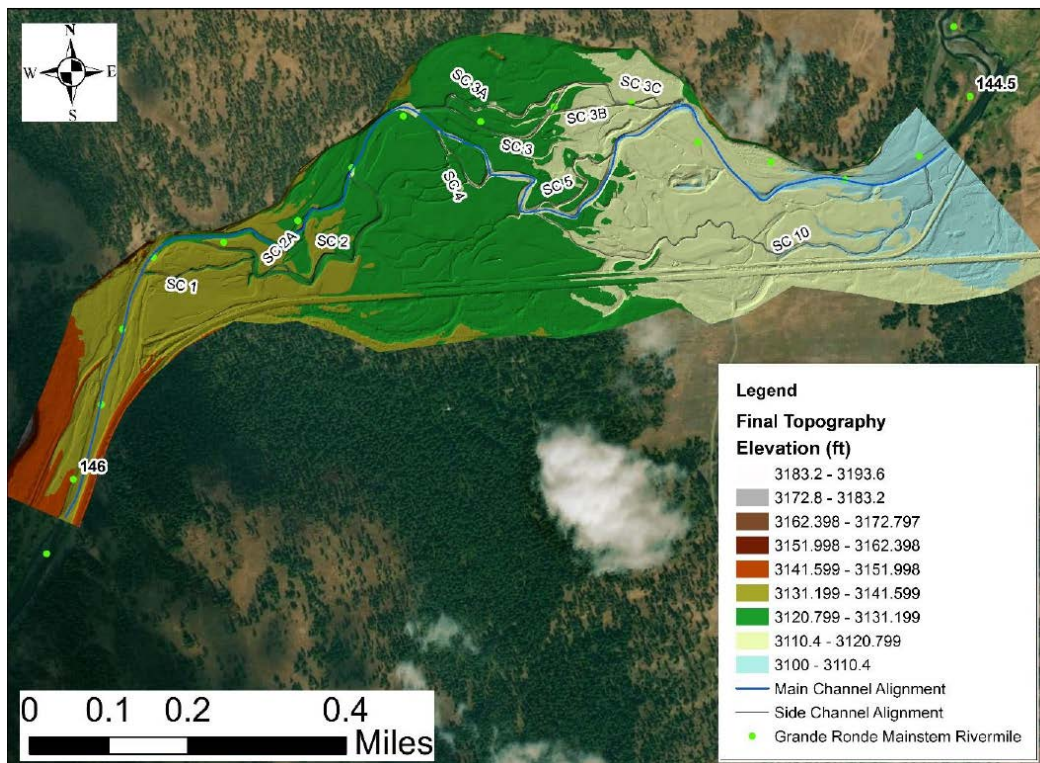 N
W E
S
144.5
SC 3A
SC 3C
SC 3B
SC 3
SC 4
SC 5
SC 2
SC 2A
SC 10
SC 1
146
Legend
Final Topography
Elevation (ft)
3183.2 - 3193.6
3172.8 - 3183.2
3162.398 - 3172.797
3151.998 - 3162.398
3141.599 - 3151.998
3131.199 - 3141.599
3120.799 - 3131.199
3110.4 - 3120.799
3100 - 3110.4
Main Channel Alignment
Side Channel Alignment
Grande Ronde Mainstem Rivermile
0 0.1 0.2 0.4
Miles